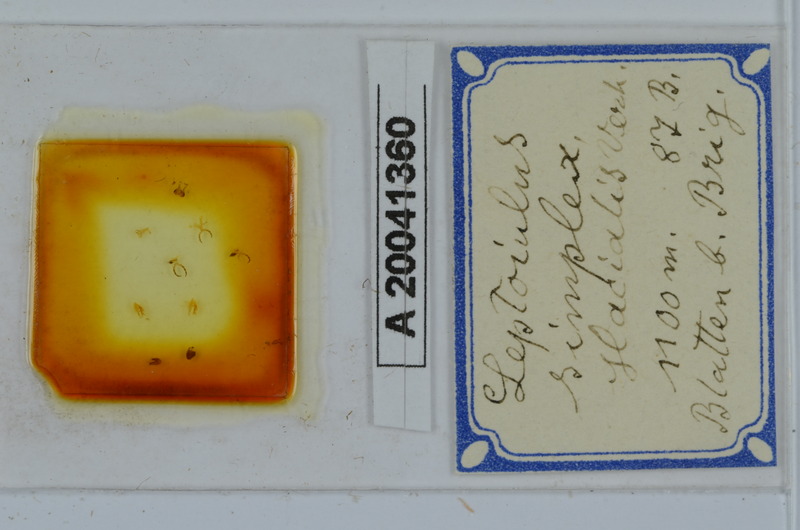 A 20041360
Leptoiulus
simplex,
glacialis Verh.
1100 m. 87 B.
Blatten b. Brig.